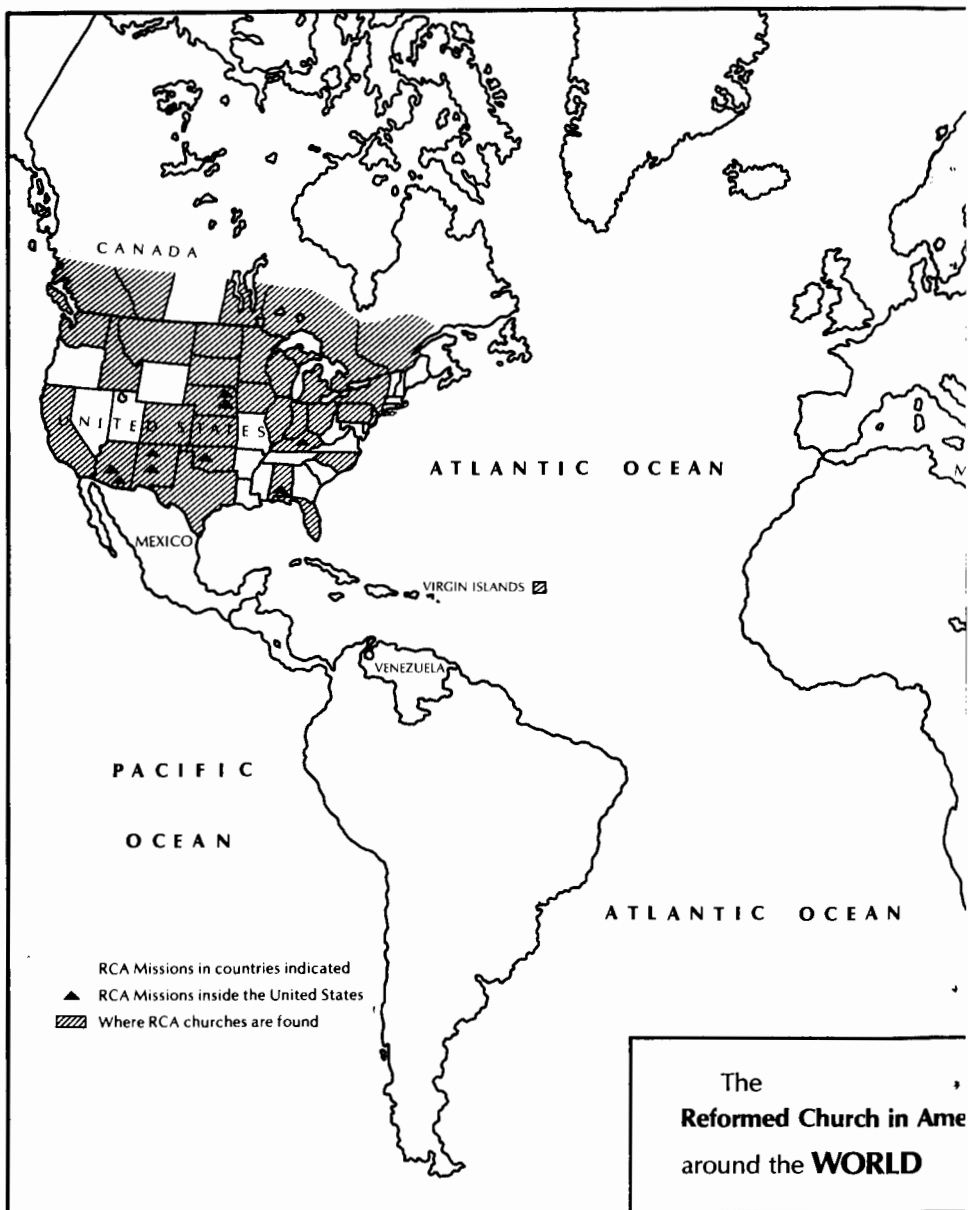 CANADA
UNITED STATES
ATLANTIC OCEAN
MEXICO
VIRGIN ISLANDS
VENEZUELA
PACIFIC
OCEAN
ATLANTIC OCEAN
RCA Missions in countries indicated
RCA Missions inside the United States
Where RCA churches are found
The
Reformed Church in Ame
around the WORLD
M